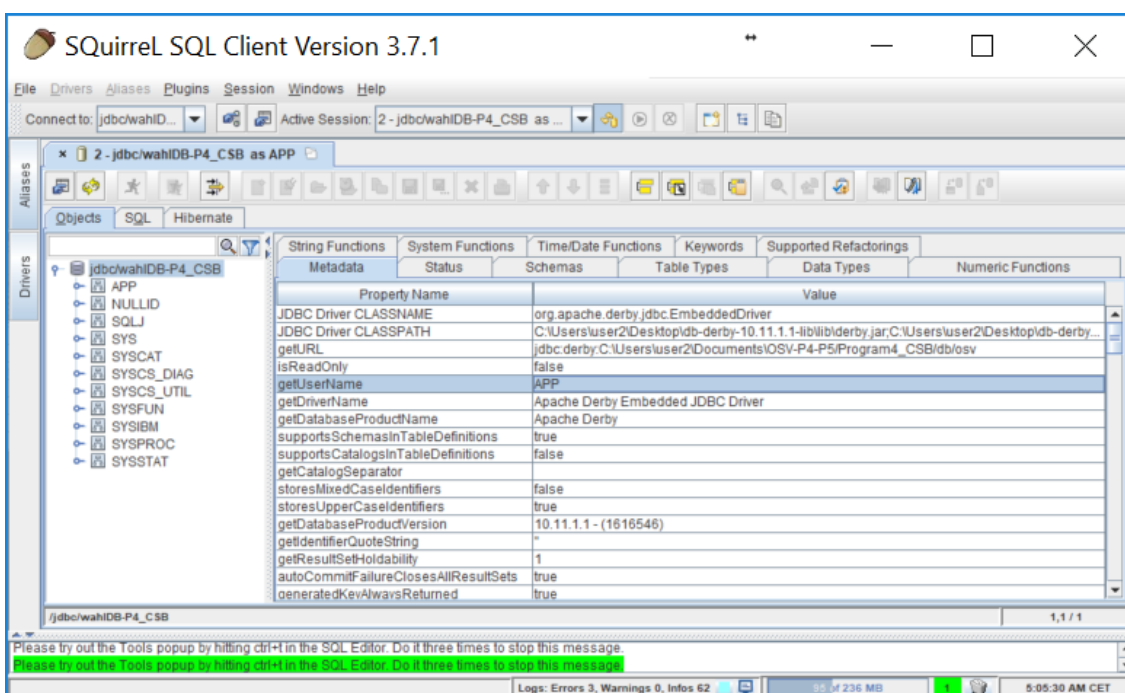 SQuirreL SQL Client Version 3.7.1
File Drivers Aliases Plugins Session Windows Help
Connect to: jdbc/wahlD... Active Session: 2 - jdbc/wahlDB-P4_CSB as ...
Aliases
Drivers
2 - jdbc/wahlDB-P4_CSB as APP
Objects SQL Hibernate
jdbc/wahlDB-P4_CSB
APP
NULLID
SQLJ
SYS
SYSCAT
SYSCS_DIAG
SYSCS_UTIL
SYSFUN
SYSIBM
SYSPROC
SYSSTAT
String Functions System Functions Time/Date Functions Keywords Supported Refactorings
Metadata Status Schemas Table Types Data Types Numeric Functions
Property Name Value
JDBC Driver CLASSNAME org.apache.derby.jdbc.EmbeddedDriver
JDBC Driver CLASSPATH C:\Users\user2\Desktop\db-derby-10.11.1.1-lib\lib\derby.jar;C:\Users\user2\Desktop\db-derby...
getURL jdbc:derby:C:\Users\user2\Documents\OSV-P4-P5/Program4_CSB/db/osv
isReadOnly false
getUserName APP
getDriverName Apache Derby Embedded JDBC Driver
getDatabaseProductName Apache Derby
supportsSchemasInTableDefinitions true
supportsCatalogsInTableDefinitions false
getCatalogSeparator
storesMixedCaseIdentifiers false
storesUpperCaseIdentifiers true
getDatabaseProductVersion 10.11.1.1 - (1616546)
getIdentifierQuoteString "
getResultSetHoldability 1
autoCommitFailureClosesAllResultSets true
generatedKeyAlwaysReturned true
/jdbc/wahlDB-P4_CSB 1,1 / 1
Please try out the Tools popup by hitting ctrl+t in the SQL Editor. Do it three times to stop this message.
Please try out the Tools popup by hitting ctrl+t in the SQL Editor. Do it three times to stop this message.
Logs: Errors 3, Warnings 0, Infos 62 of 236 MB 1 5:05:30 AM CET